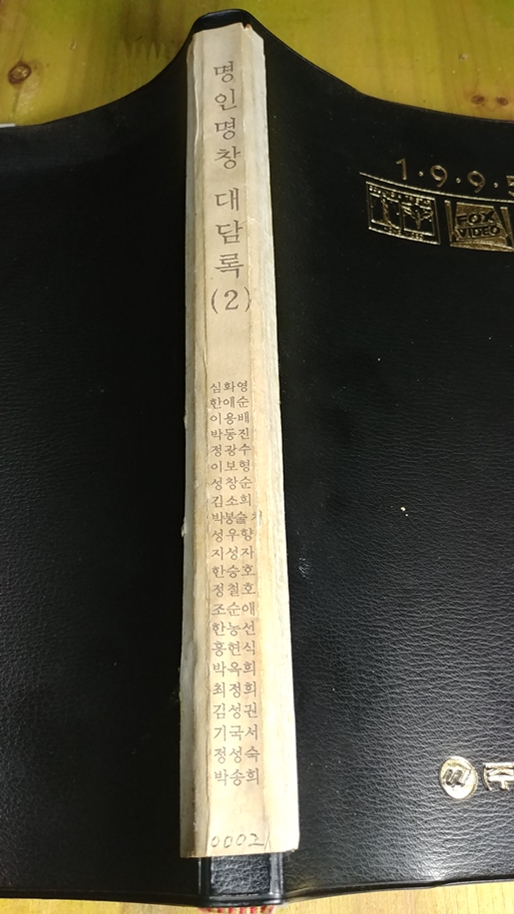 명인명창 대담록 (2)
심화영
한애순
이용배
박동진
정광수
이보형
성창순
김소희
박봉술 처
성우향
지성자
한승호
정철호
조순애
한농선
홍현식
박옥희
최정희
김성권
기국서
정성숙
박송희
0002
1·9·9·5
FOX
VIDEO